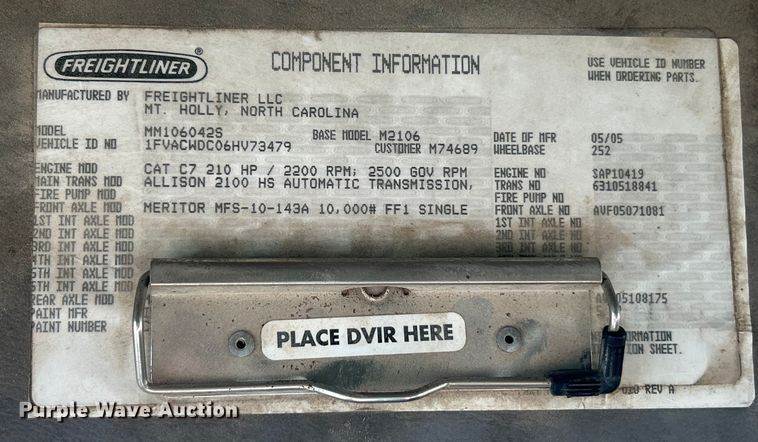 FREIGHTLINER ®
COMPONENT INFORMATION
USE VEHICLE ID NUMBER
WHEN ORDERING PARTS.
MANUFACTURED BY FREIGHTLINER LLC
MT. HOLLY, NORTH CAROLINA
MODEL MM106042S BASE MODEL M2106 DATE OF MFR 05/05
VEHICLE ID NO 1FVACWDC06HV73479 CUSTOMER M74689 WHEELBASE 252
ENGINE MOD CAT C7 210 HP / 2200 RPM; 2500 GOV RPM ENGINE NO SAP10419
MAIN TRANS MOD ALLISON 2100 HS AUTOMATIC TRANSMISSION, TRANS NO 6310518841
FIRE PUMP MOD FIRE PUMP NO
FRONT AXLE MOD MERITOR MFS-10-143A 10,000# FF1 SINGLE FRONT AXLE NO AVF05071081
1ST INT AXLE MOD 1ST INT AXLE NO
2ND INT AXLE MOD 2ND INT AXLE NO
3RD INT AXLE MOD 3RD INT AXLE
4TH INT AXLE MOD
5TH INT AXLE MOD
6TH INT AXLE MOD
REAR AXLE MOD 05108175
PAINT MFR
PAINT NUMBER
SHEET.
REV A
PLACE DVIR HERE
Purple Wave Auction